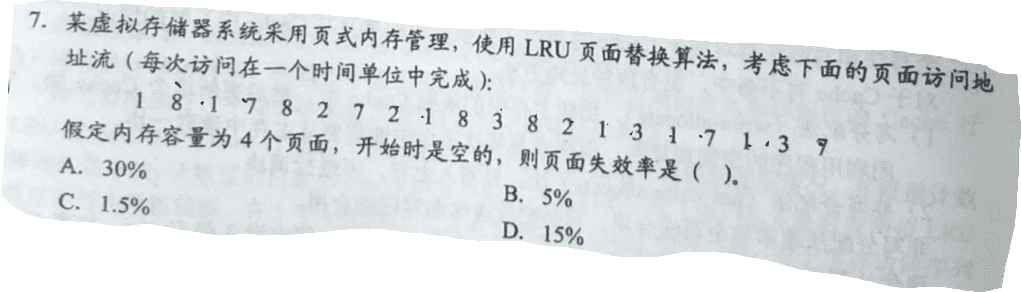 7. 某虚拟存储器系统采用页式内存管理，使用 LRU 页面替换算法，考虑下面的页面访问地
址流（每次访问在一个时间单位中完成）：
1 8 1 7 8 2 7 2 1 8 3 8 2 1 3 1 7 1 3 7
假定内存容量为 4 个页面，开始时是空的，则页面失效率是（ ）。
A. 30%
B. 5%
C. 1.5%
D. 15%